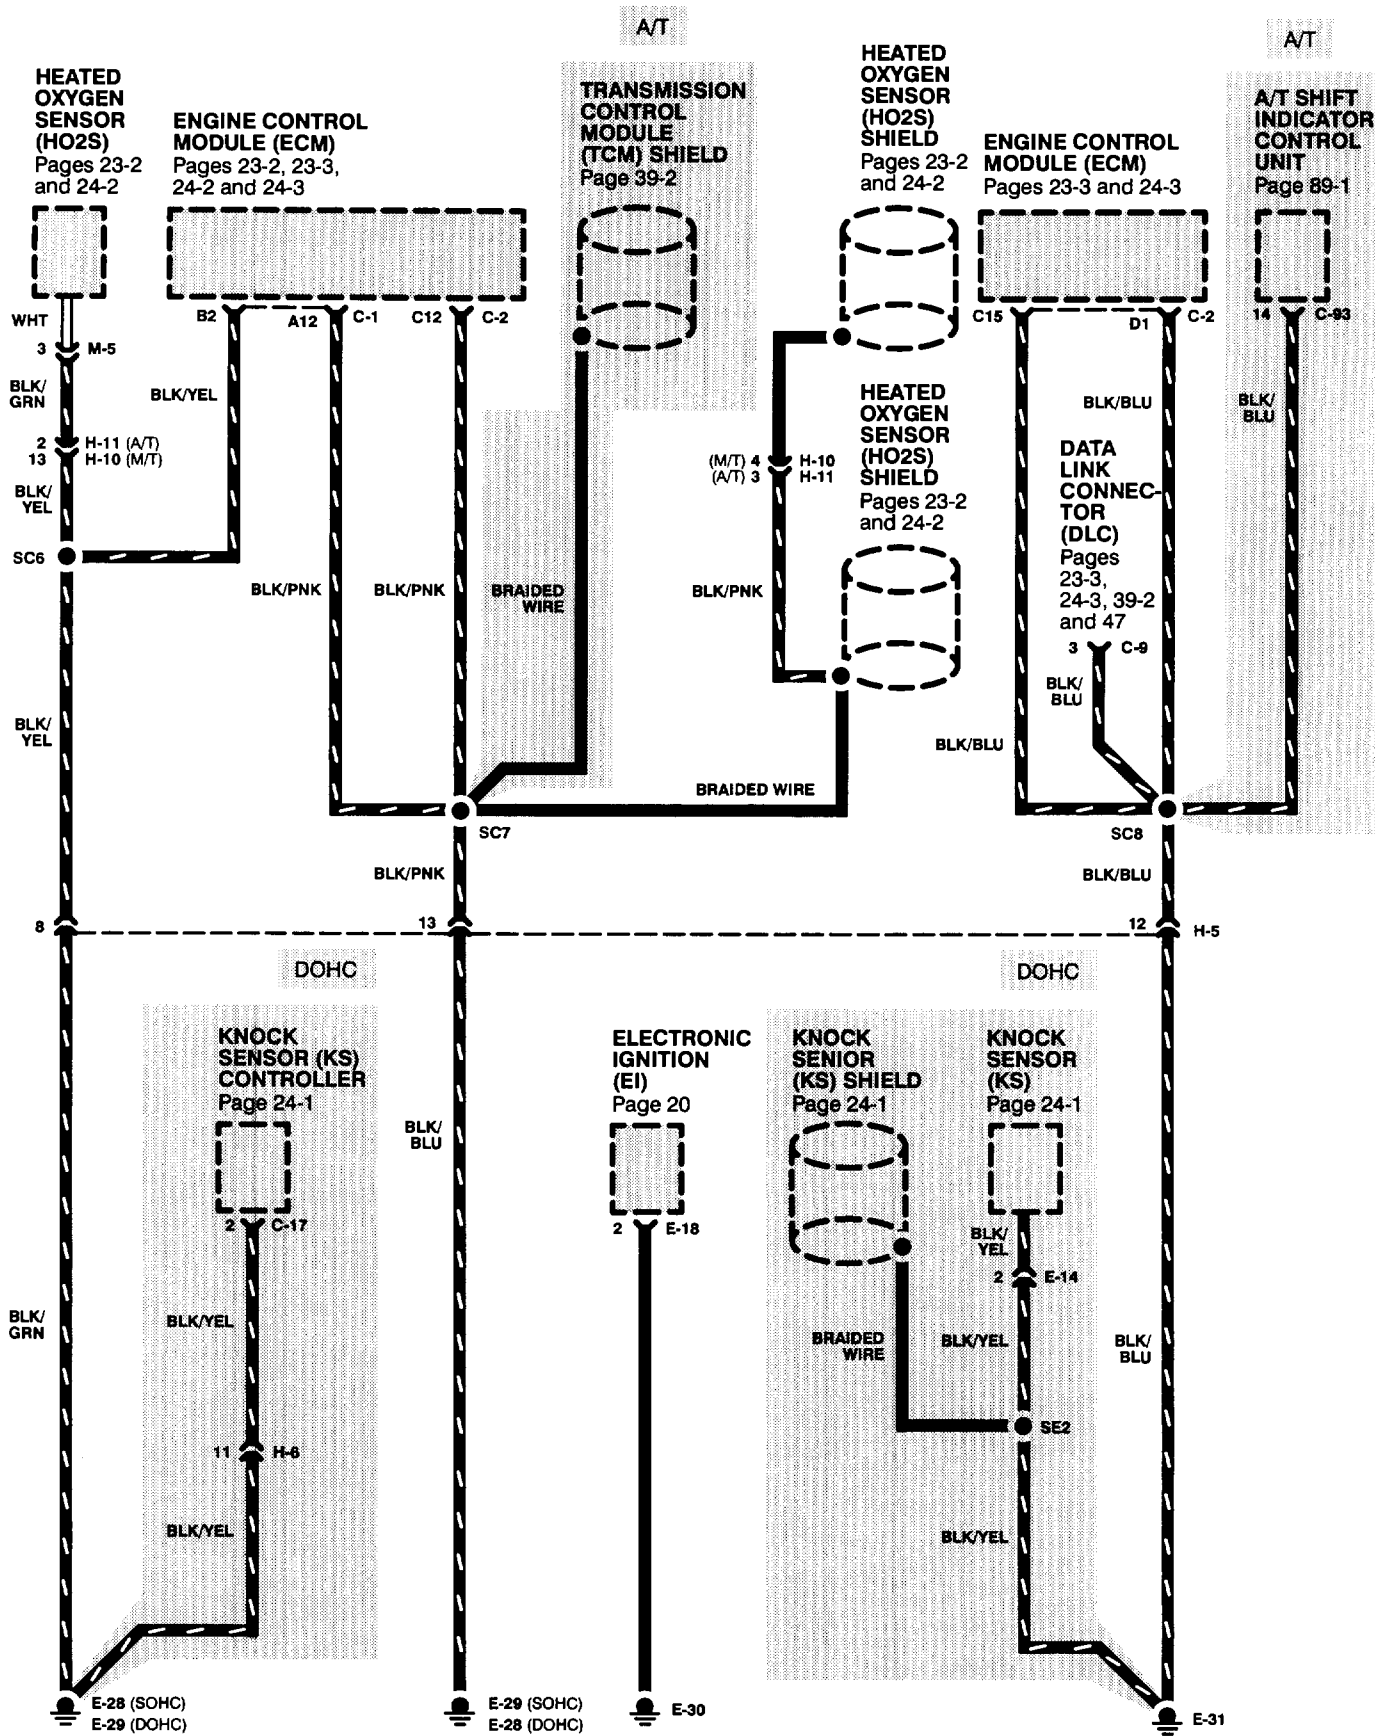 A/T
A/T
HEATED
OXYGEN
SENSOR
(HO2S)
Pages 23-2
and 24-2
ENGINE CONTROL
MODULE (ECM)
Pages 23-2, 23-3,
24-2 and 24-3
TRANSMISSION
CONTROL
MODULE
(TCM) SHIELD
Page 39-2
HEATED
OXYGEN
SENSOR
(HO2S)
SHIELD
Pages 23-2
and 24-2
ENGINE CONTROL
MODULE (ECM)
Pages 23-3 and 24-3
A/T SHIFT
INDICATOR
CONTROL
UNIT
Page 89-1
WHT
3 M-5
BLK/
GRN
2 H-11 (A/T)
13 H-10 (M/T)
BLK/
YEL
SC6
B2 A12 C-1 C12 C-2
BLK/YEL
BLK/PNK
BLK/PNK
BRAIDED
WIRE
(M/T) 4 H-10
(A/T) 3 H-11
BLK/PNK
HEATED
OXYGEN
SENSOR
(HO2S)
SHIELD
Pages 23-2
and 24-2
C15 D1 C-2
14 C-93
BLK/BLU
BLK/
BLU
DATA
LINK
CONNEC-
TOR
(DLC)
Pages
23-3,
24-3, 39-2
and 47
3 C-9
BLK/
BLU
BLK/BLU
BLK/
YEL
BRAIDED WIRE
SC7
SC8
BLK/PNK
BLK/BLU
8 13 12 H-5
DOHC
DOHC
KNOCK
SENSOR (KS)
CONTROLLER
Page 24-1
ELECTRONIC
IGNITION
(EI)
Page 20
KNOCK
SENIOR
(KS) SHIELD
Page 24-1
KNOCK
SENSOR
(KS)
Page 24-1
BLK/
BLU
2 C-17
2 E-18
BLK/
YEL
2 E-14
BLK/
GRN
BLK/YEL
BRAIDED
WIRE
BLK/YEL
BLK/
BLU
SE2
11 H-6
BLK/YEL
BLK/YEL
E-28 (SOHC)
E-29 (DOHC)
E-29 (SOHC)
E-28 (DOHC)
E-30
E-31